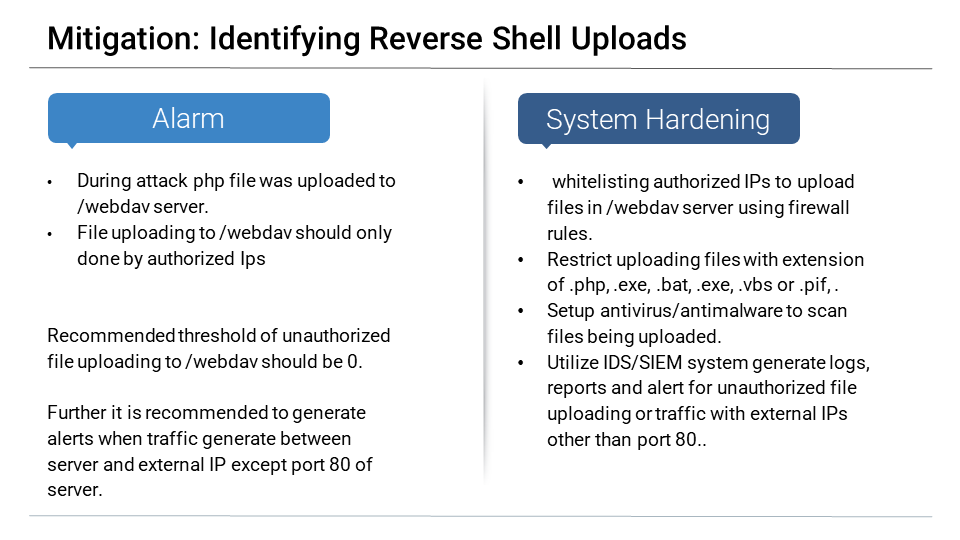 Mitigation: Identifying Reverse Shell Uploads
Alarm
• During attack php file was uploaded to
/webdav server.
• File uploading to /webdav should only
done by authorized Ips
Recommended threshold of unauthorized
file uploading to /webdav should be 0.
Further it is recommended to generate
alerts when traffic generate between
server and external IP except port 80 of
server.
System Hardening
• whitelisting authorized IPs to upload
files in /webdav server using firewall
rules.
• Restrict uploading files with extension
of .php, .exe, .bat, .exe, .vbs or .pif, .
• Setup antivirus/antimalware to scan
files being uploaded.
• Utilize IDS/SIEM system generate logs,
reports and alert for unauthorized file
uploading or traffic with external IPs
other than port 80..